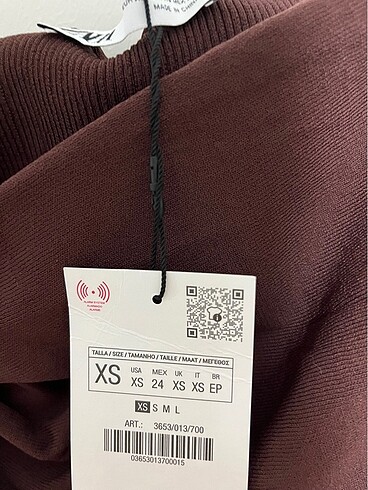 MADE IN CHINA
TALLA / SIZE / TAMANHO / TAILLE / MAAT / ΜΕΓΕΘΟΣ
XS
USA MEX UK IT BR
XS 24 XS XS EP
XS S M L
ART.: 3653/013/700
03653013700015